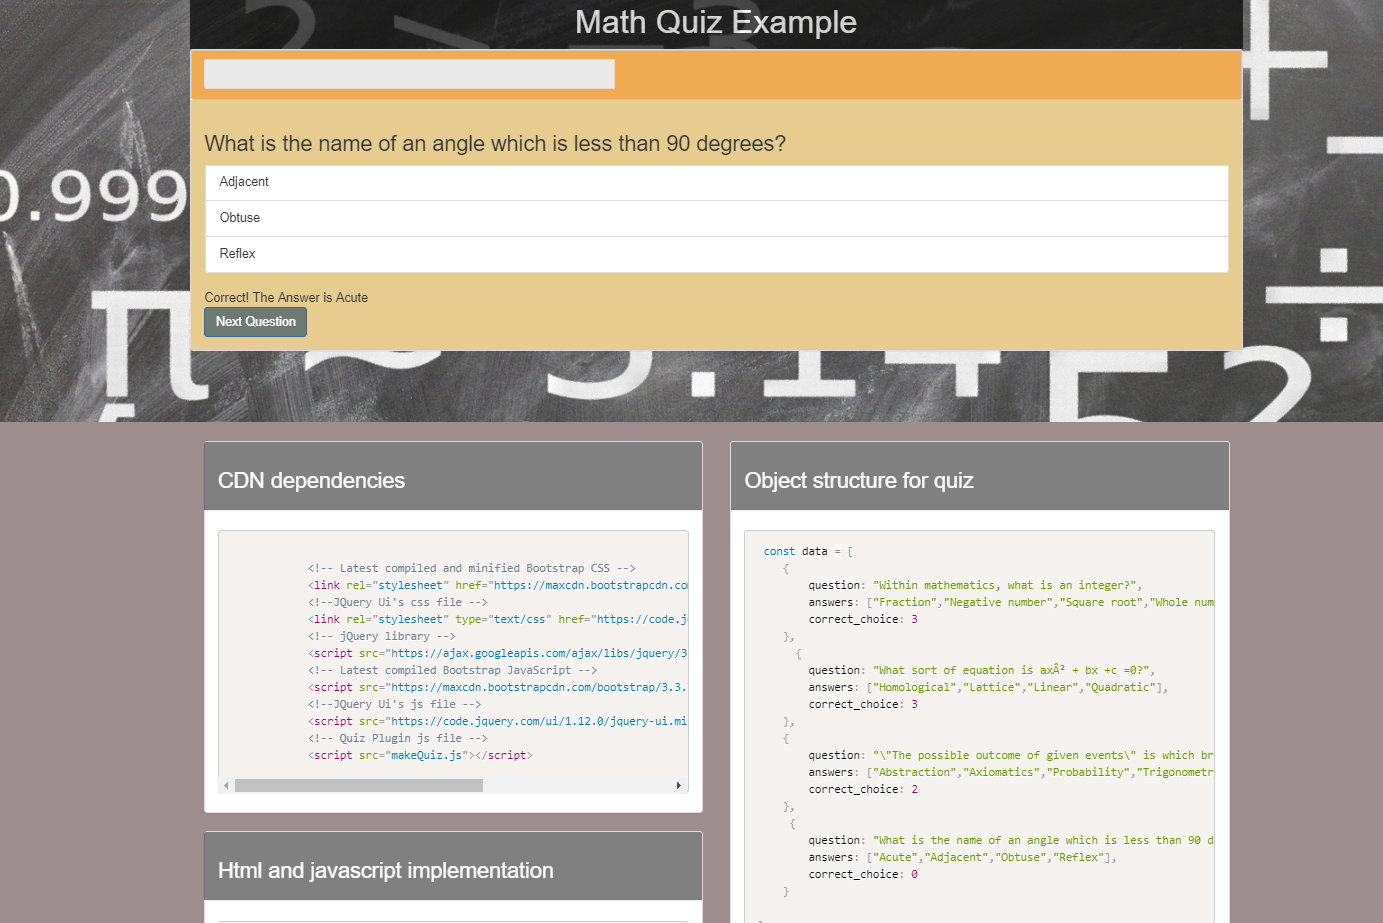 Math Quiz Example
What is the name of an angle which is less than 90 degrees?
Adjacent
Obtuse
Reflex
Correct! The Answer is Acute
Next Question
0.999
π ≈ 3.14
CDN dependencies
<!-- Latest compiled and minified Bootstrap CSS -->
<link rel="stylesheet" href="https://maxcdn.bootstrapcdn.co
<!--JQuery Ui's css file -->
<link rel="stylesheet" type="text/css" href="https://code.j
<!-- jQuery library -->
<script src="https://ajax.googleapis.com/ajax/libs/jquery/3
<!-- Latest compiled Bootstrap JavaScript -->
<script src="https://maxcdn.bootstrapcdn.com/bootstrap/3.3.
<!--JQuery Ui's js file -->
<script src="https://code.jquery.com/ui/1.12.0/jquery-ui.mi
<!-- Quiz Plugin js file -->
<script src="makeQuiz.js"></script>
Html and javascript implementation
Object structure for quiz
const data = [
{
question: "Within mathematics, what is an integer?",
answers: ["Fraction","Negative number","Square root","Whole num
correct_choice: 3
},
{
question: "What sort of equation is axÂ² + bx +c =0?",
answers: ["Homological","Lattice","Linear","Quadratic"],
correct_choice: 3
},
{
question: "\"The possible outcome of given events\" is which br
answers: ["Abstraction","Axiomatics","Probability","Trigonometr
correct_choice: 2
},
{
question: "What is the name of an angle which is less than 90 d
answers: ["Acute","Adjacent","Obtuse","Reflex"],
correct_choice: 0
}